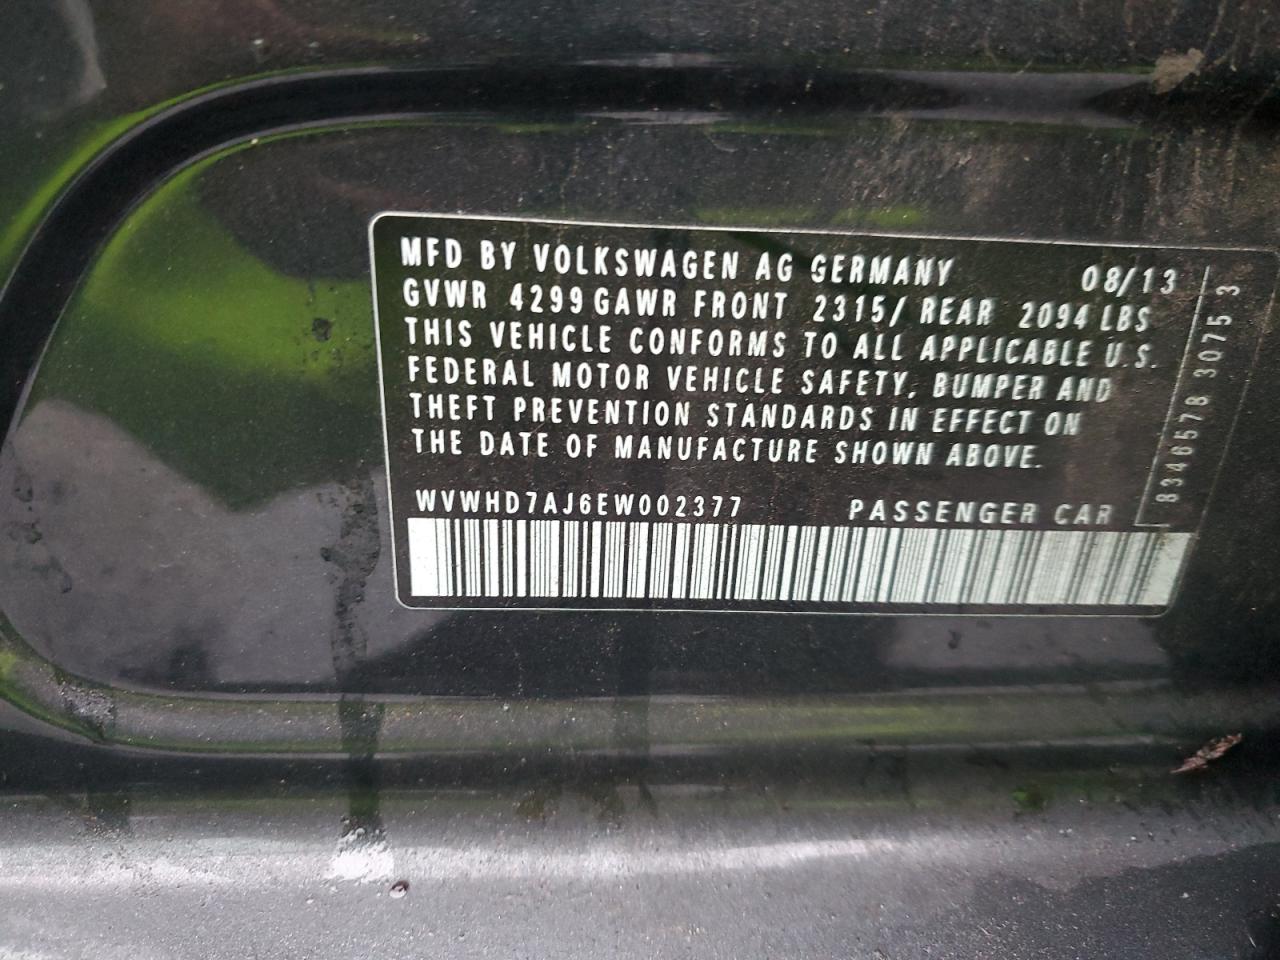 MFD BY VOLKSWAGEN AG GERMANY 08/13
GVWR 4299 GAWR FRONT 2315/ REAR 2094 LBS
THIS VEHICLE CONFORMS TO ALL APPLICABLE U.S.
FEDERAL MOTOR VEHICLE SAFETY, BUMPER AND
THEFT PREVENTION STANDARDS IN EFFECT ON
THE DATE OF MANUFACTURE SHOWN ABOVE.
WVWHD7AJ6EW002377 PASSENGER CAR
8346578 3075 3